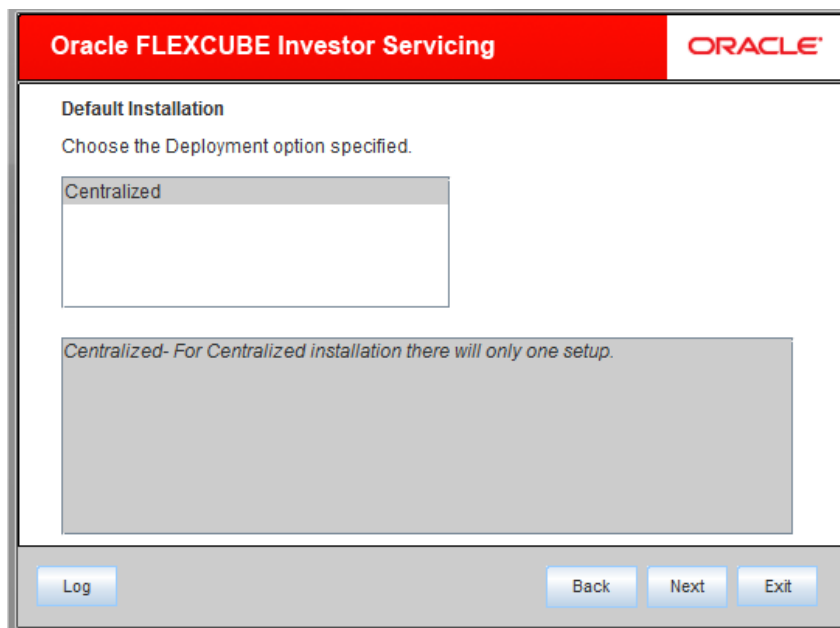 Oracle FLEXCUBE Investor Servicing
ORACLE
Default Installation
Choose the Deployment option specified.
Centralized
Centralized- For Centralized installation there will only one setup.
Log
Back
Next
Exit